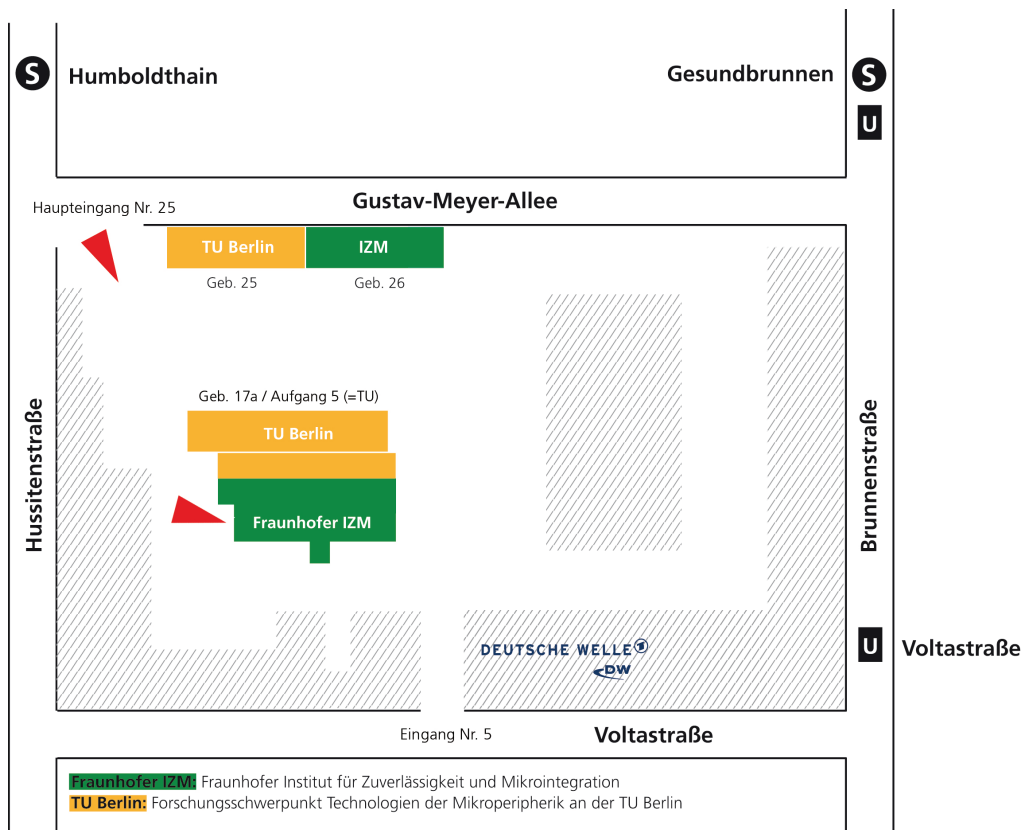 S Humboldthain
Gesundbrunnen S
U
Gustav-Meyer-Allee
Haupteingang Nr. 25
TU Berlin
IZM
Geb. 25
Geb. 26
Geb. 17a / Aufgang 5 (=TU)
TU Berlin
Fraunhofer IZM
Hussitenstraße
Brunnenstraße
DEUTSCHE WELLE 1
DW
U Voltastraße
Eingang Nr. 5
Voltastraße
Fraunhofer IZM: Fraunhofer Institut für Zuverlässigkeit und Mikrointegration
TU Berlin: Forschungsschwerpunkt Technologien der Mikroperipherik an der TU Berlin